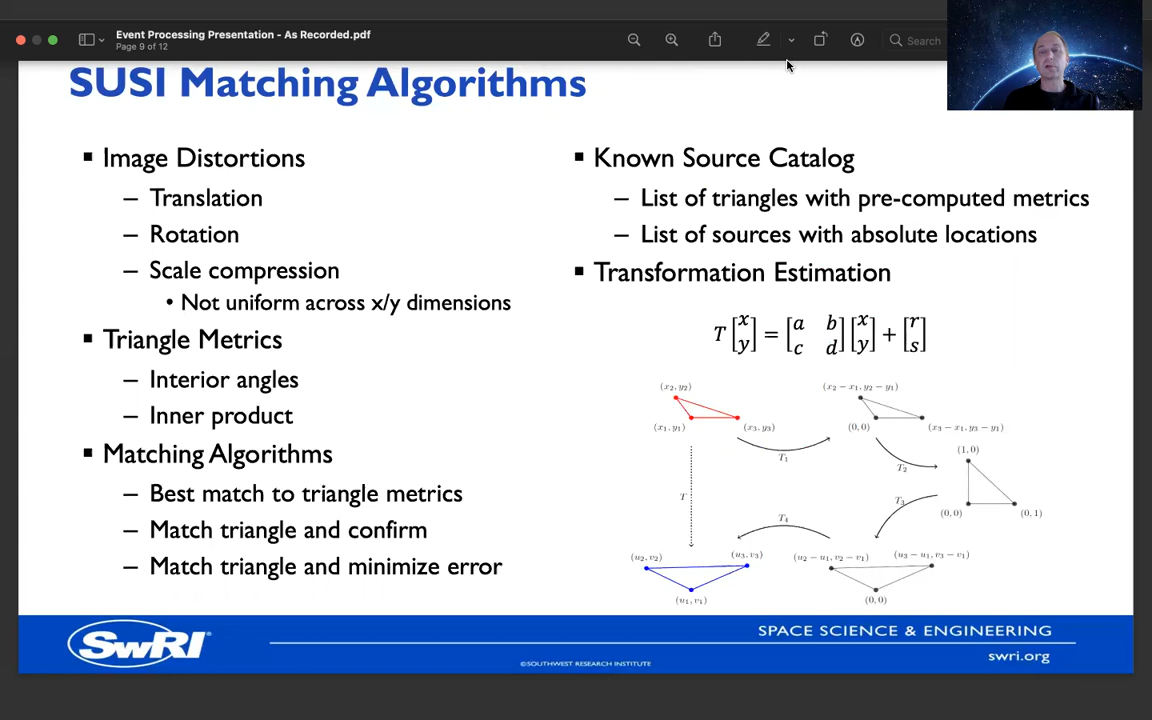 Event Processing Presentation - As Recorded.pdf
Page 9 of 12
Search
SUSI Matching Algorithms
▪ Image Distortions
– Translation
– Rotation
– Scale compression
• Not uniform across x/y dimensions
▪ Triangle Metrics
– Interior angles
– Inner product
▪ Matching Algorithms
– Best match to triangle metrics
– Match triangle and confirm
– Match triangle and minimize error
▪ Known Source Catalog
– List of triangles with pre-computed metrics
– List of sources with absolute locations
▪ Transformation Estimation
T [x y] = [a b c d] [x y] + [r s]
(x₂, y₂)
(x₁, y₁)
(x₃, y₃)
T₁
(x₂ − x₁, y₂ − y₁)
(0, 0)
(x₃ − x₁, y₃ − y₁)
T₂
(1, 0)
(0, 0)
(0, 1)
T₃
T
T₄
(u₂, v₂)
(u₃, v₃)
(u₁, v₁)
(u₂ − u₁, v₂ − v₁)
(u₃ − u₁, v₃ − v₁)
(0, 0)
SwRI®
SPACE SCIENCE & ENGINEERING
©SOUTHWEST RESEARCH INSTITUTE
swri.org